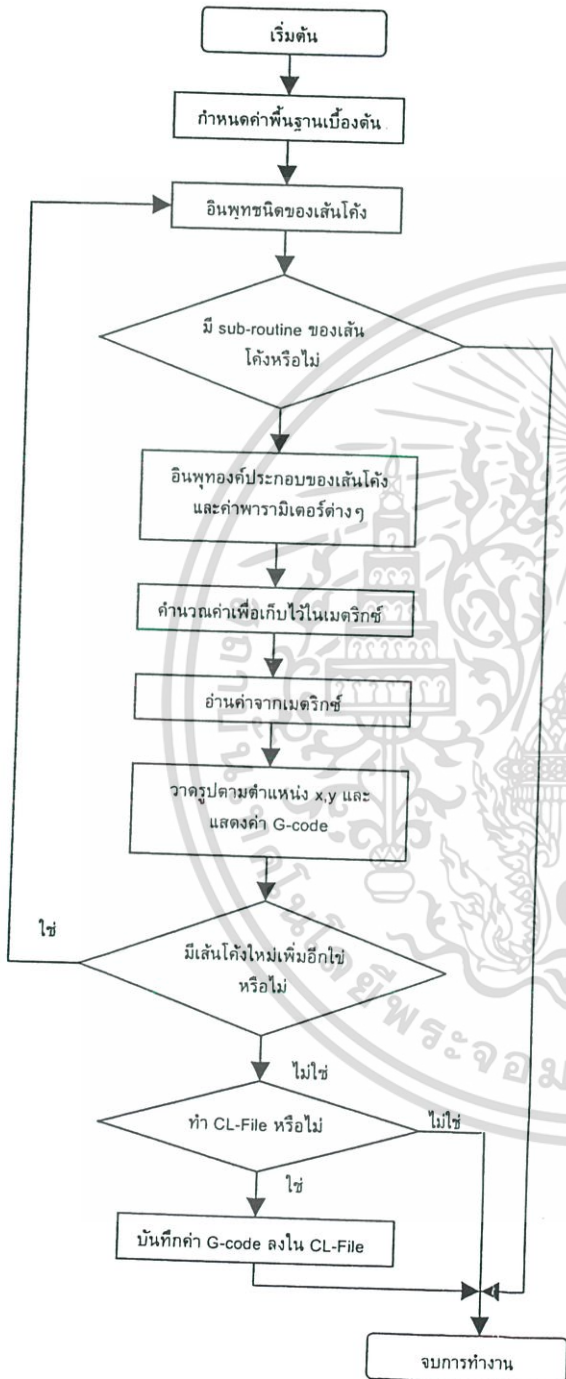 เริ่มต้น
กำหนดค่าพื้นฐานเบื้องต้น
อินพุทชนิดของเส้นโค้ง
มี sub-routine ของเส้น
โค้งหรือไม่
อินพุทองค์ประกอบของเส้นโค้ง
และค่าพารามิเตอร์ต่างๆ
คำนวณค่าเพื่อเก็บไว้ในเมตริกซ์
อ่านค่าจากเมตริกซ์
วาดรูปตามตำแหน่ง x,y และ
แสดงค่า G-code
ใช่
มีเส้นโค้งใหม่เพิ่มอีกใช่
หรือไม่
ไม่ใช่
ทำ CL-File หรือไม่
ไม่ใช่
ใช่
บันทึกค่า G-code ลงใน CL-File
จบการทำงาน